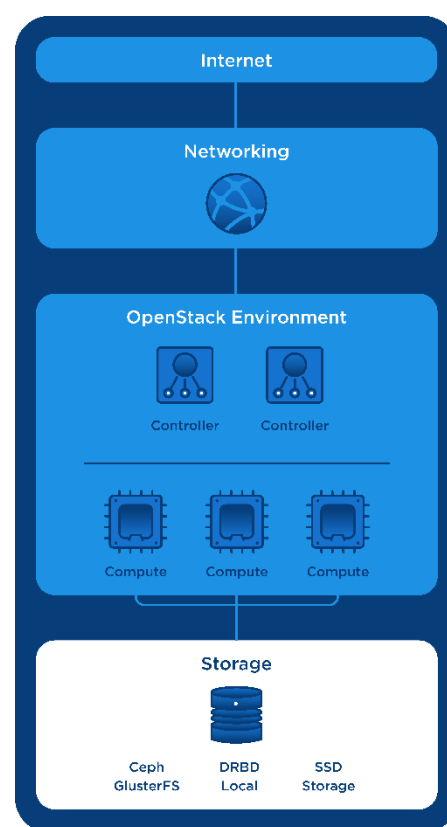 Internet
Networking
OpenStack Environment
Controller Controller
Compute Compute Compute
Storage
Ceph DRBD SSD
GlusterFS Local Storage